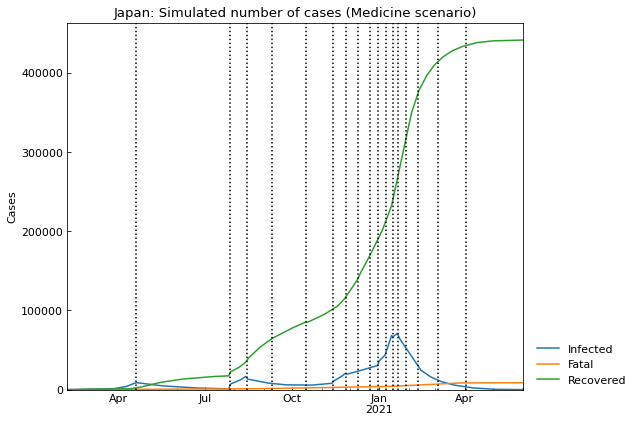 Japan: Simulated number of cases (Medicine scenario)
400000
300000
200000
100000
0
Cases
Apr
Jul
Oct
Jan
2021
Apr
Infected
Fatal
Recovered